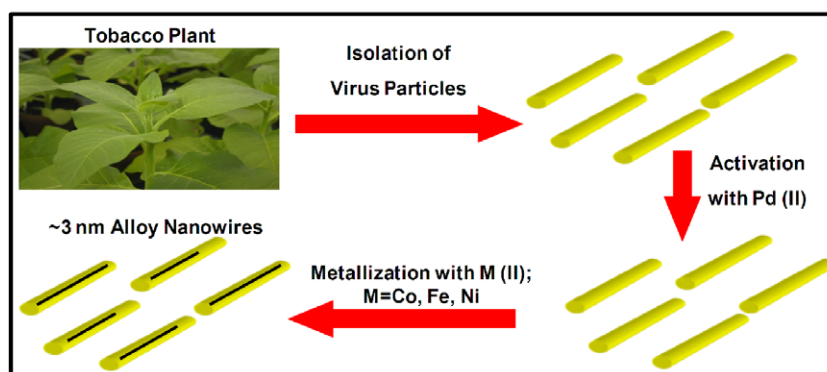 Tobacco Plant
Isolation of
Virus Particles
Activation
with Pd (II)
~3 nm Alloy Nanowires
Metallization with M (II);
M=Co, Fe, Ni